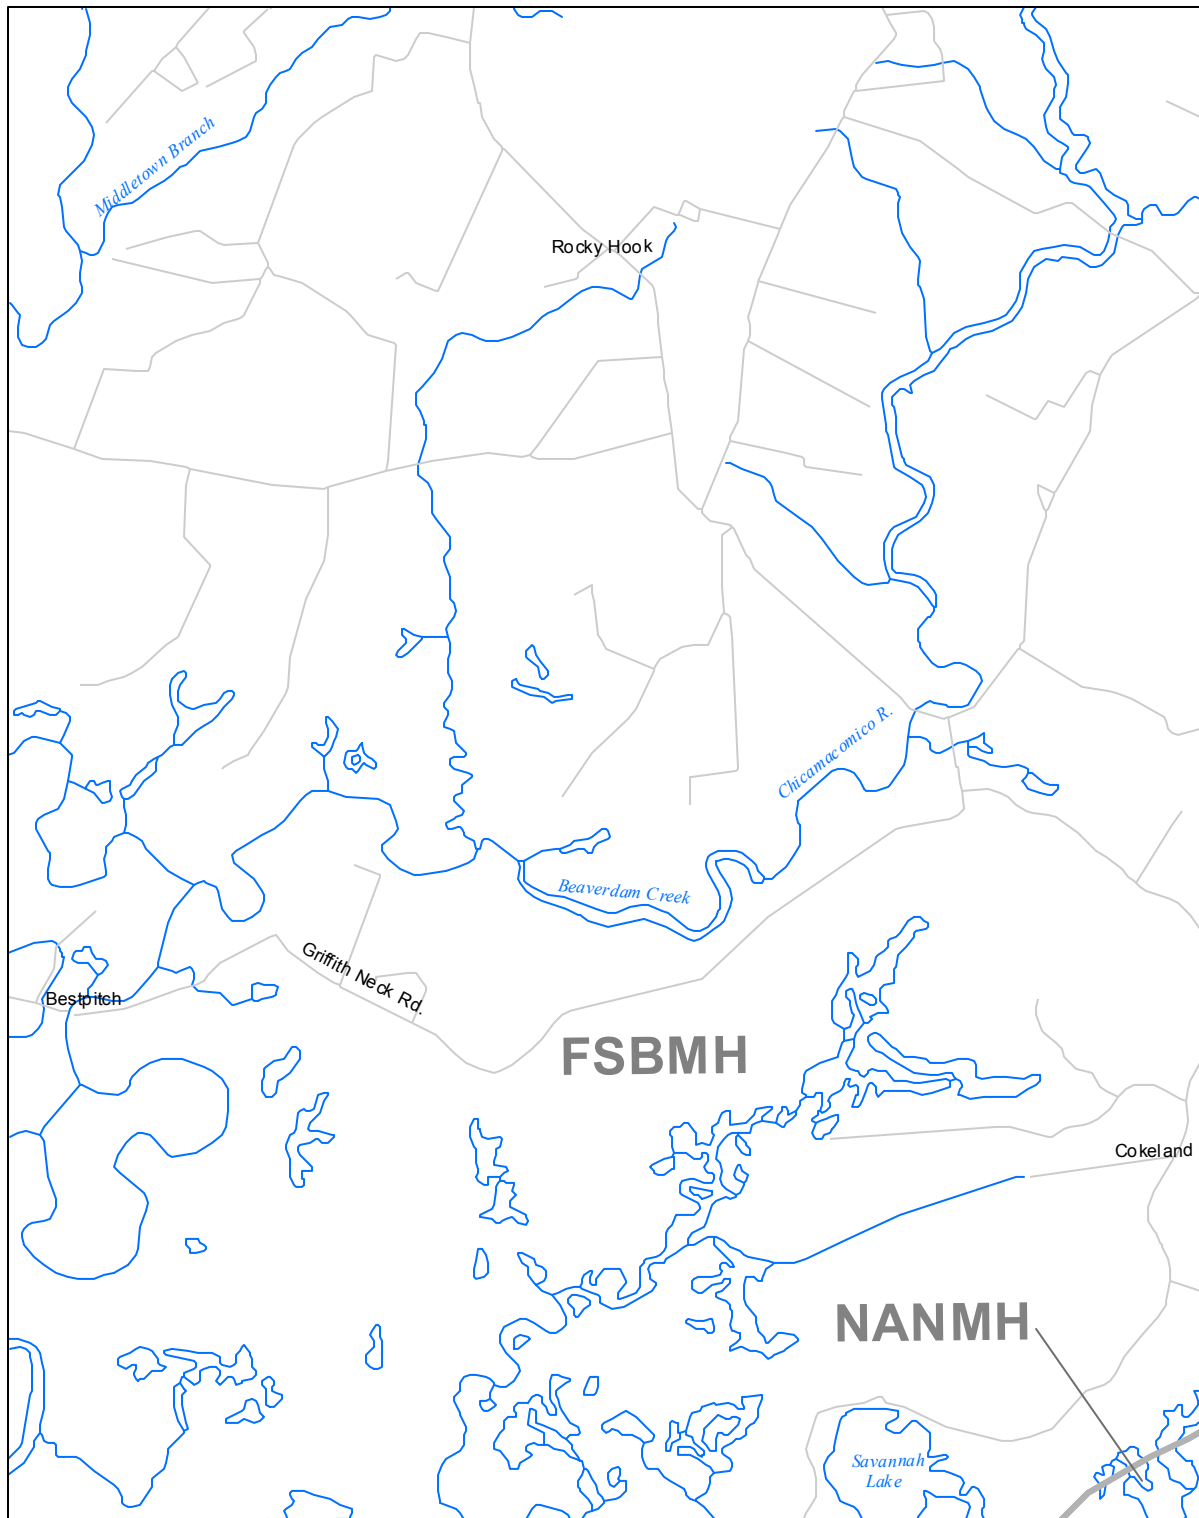 Middletown Branch
Rocky Hook
Chicamacomico R.
Beaverdam Creek
Griffith Neck Rd.
Bestpitch
FSBMH
Cokeland
NANMH
Savannah
Lake